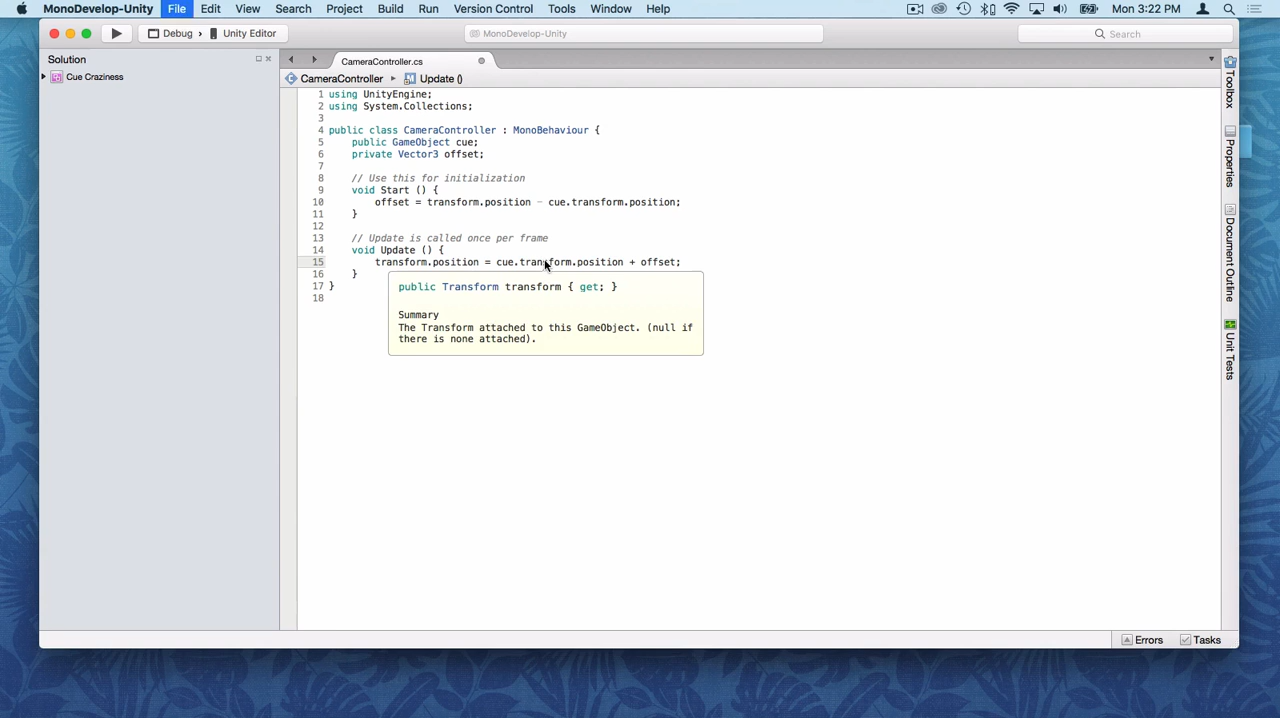 MonoDevelop-Unity File Edit View Search Project Build Run Version Control Tools Window Help Mon 3:22 PM
Debug › Unity Editor MonoDevelop-Unity Search
Solution
Cue Craziness
CameraController.cs
CameraController ▸ Update ()
1 using UnityEngine;
2 using System.Collections;
3
4 public class CameraController : MonoBehaviour {
5 public GameObject cue;
6 private Vector3 offset;
7
8 // Use this for initialization
9 void Start () {
10 offset = transform.position - cue.transform.position;
11 }
12
13 // Update is called once per frame
14 void Update () {
15 transform.position = cue.transform.position + offset;
16 }
17 }
18
public Transform transform { get; }
Summary
The Transform attached to this GameObject. (null if
there is none attached).
Toolbox
Properties
Document Outline
Unit Tests
Errors Tasks